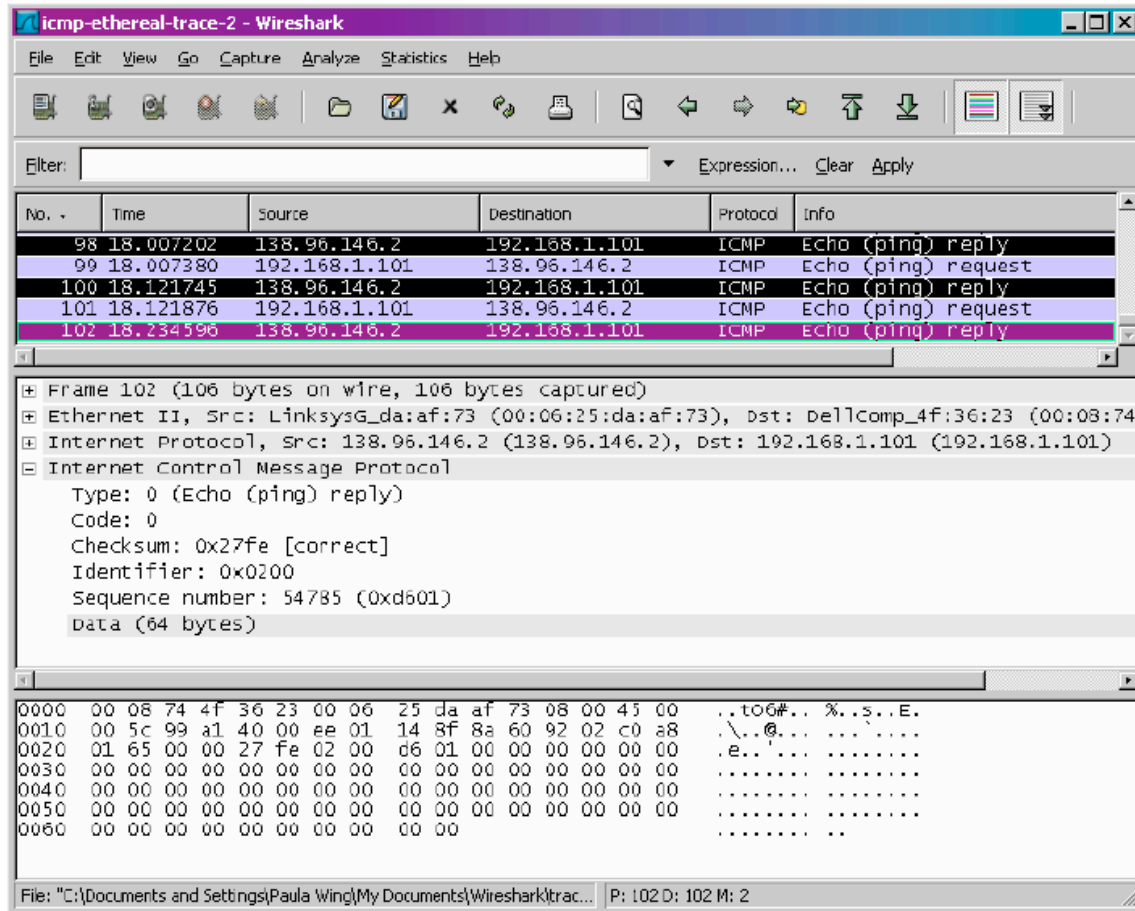 icmp-ethereal-trace-2 - Wireshark
File Edit View Go Capture Analyze Statistics Help
Filter: Expression... Clear Apply
No. Time Source Destination Protocol Info
98 18.007202 138.96.146.2 192.168.1.101 ICMP Echo (ping) reply
99 18.007380 192.168.1.101 138.96.146.2 ICMP Echo (ping) request
100 18.121745 138.96.146.2 192.168.1.101 ICMP Echo (ping) reply
101 18.121876 192.168.1.101 138.96.146.2 ICMP Echo (ping) request
102 18.234596 138.96.146.2 192.168.1.101 ICMP Echo (ping) reply
Frame 102 (106 bytes on wire, 106 bytes captured)
Ethernet II, Src: LinksysG_da:af:73 (00:06:25:da:af:73), Dst: DellComp_4f:36:23 (00:08:74
Internet Protocol, Src: 138.96.146.2 (138.96.146.2), Dst: 192.168.1.101 (192.168.1.101)
Internet Control Message Protocol
Type: 0 (Echo (ping) reply)
Code: 0
Checksum: 0x27fe [correct]
Identifier: 0x0200
Sequence number: 54785 (0xd601)
Data (64 bytes)
0000 00 08 74 4f 36 23 00 06 25 da af 73 08 00 45 00 ..tO6#.. %..s..E.
0010 00 5c 99 a1 40 00 ee 01 14 8f 8a 60 92 02 c0 a8 .\..@... ...`....
0020 01 65 00 00 27 fe 02 00 d6 01 00 00 00 00 00 00 .e..'... ........
0030 00 00 00 00 00 00 00 00 00 00 00 00 00 00 00 00 ........ ........
0040 00 00 00 00 00 00 00 00 00 00 00 00 00 00 00 00 ........ ........
0050 00 00 00 00 00 00 00 00 00 00 00 00 00 00 00 00 ........ ........
0060 00 00 00 00 00 00 00 00 00 00 ........ ..
File: "C:\Documents and Settings\Paula Wing\My Documents\Wireshark\trac... P: 102 D: 102 M: 2